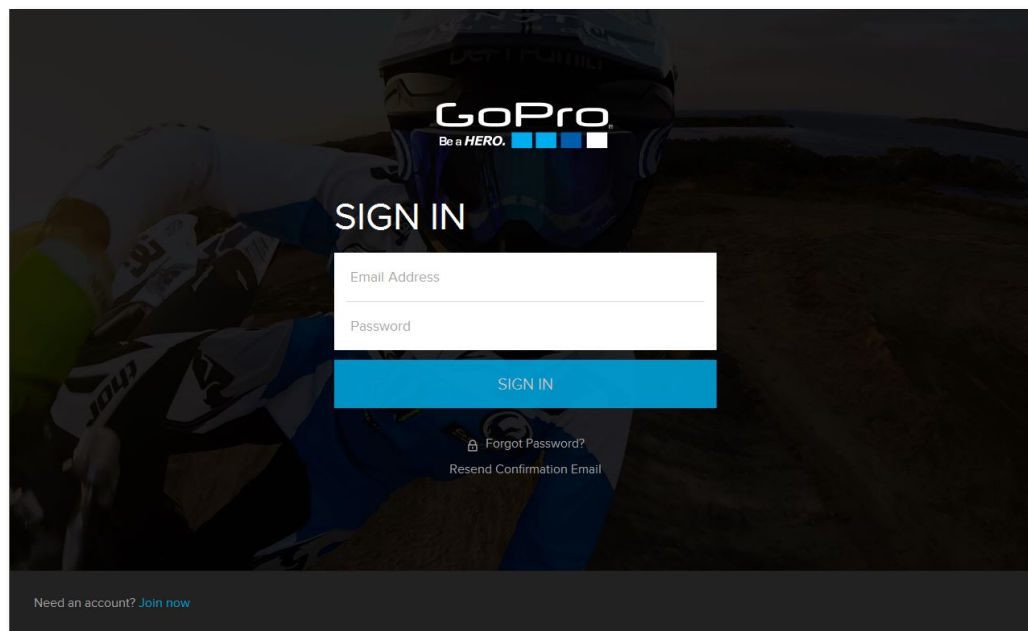 GoPro
Be a HERO.
SIGN IN
Email Address
Password
SIGN IN
Forgot Password?
Resend Confirmation Email
Need an account? Join now